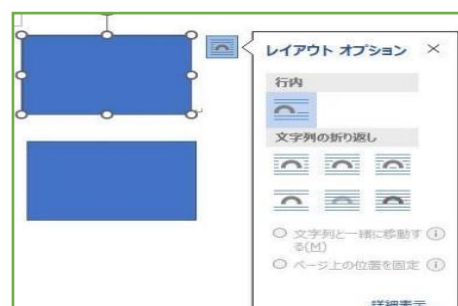 レイアウト オプション
行内
文字列の折り返し
文字列と一緒に移動す
る(M)
ページ上の位置を固定
詳細表示...